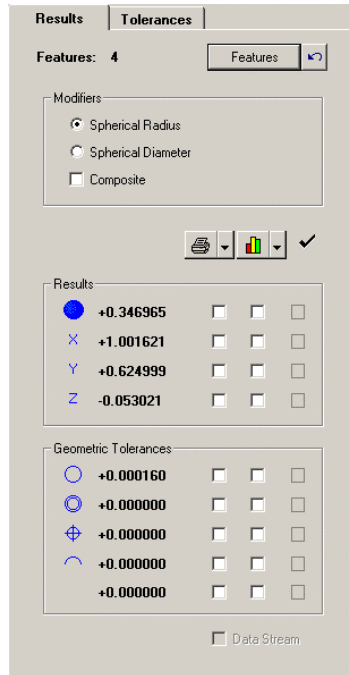 Results Tolerances
Features: 4 Features
Modifiers
Spherical Radius
Spherical Diameter
Composite
Results
+0.346965
X +1.001621
Y +0.624999
Z -0.053021
Geometric Tolerances
+0.000160
+0.000000
+0.000000
+0.000000
+0.000000
Data Stream